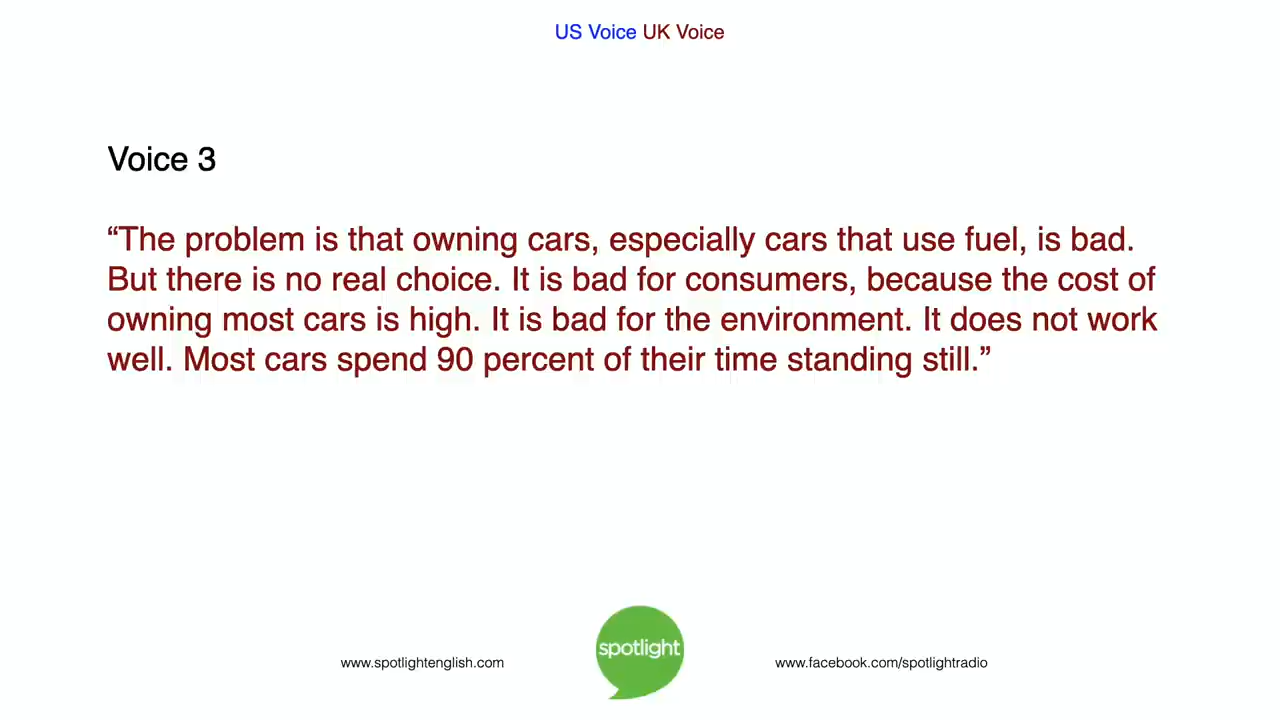 US Voice UK Voice
Voice 3
“The problem is that owning cars, especially cars that use fuel, is bad.
But there is no real choice. It is bad for consumers, because the cost of
owning most cars is high. It is bad for the environment. It does not work
well. Most cars spend 90 percent of their time standing still.”
www.spotlightenglish.com
spotlight
www.facebook.com/spotlightradio